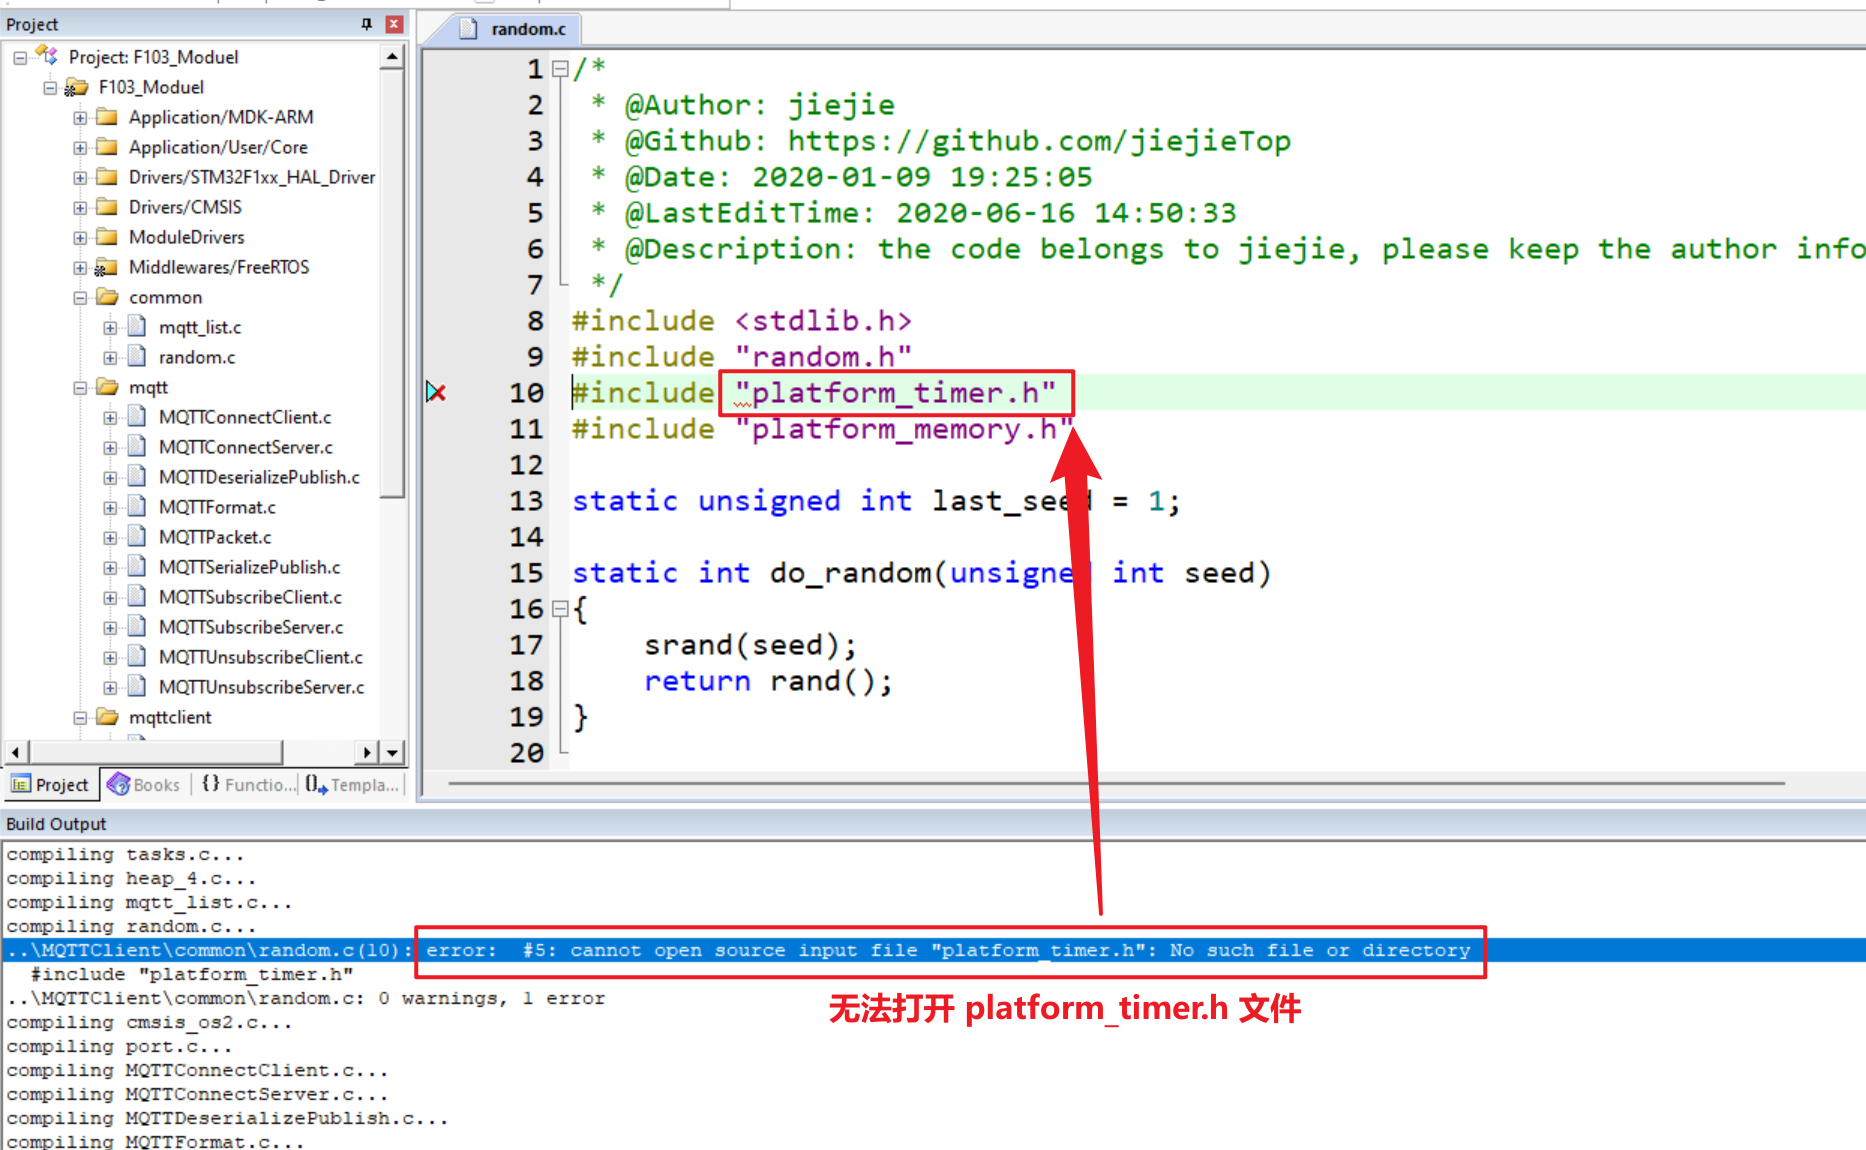 Project
Project: F103_Moduel
F103_Moduel
Application/MDK-ARM
Application/User/Core
Drivers/STM32F1xx_HAL_Driver
Drivers/CMSIS
ModuleDrivers
Middlewares/FreeRTOS
common
mqtt_list.c
random.c
mqtt
MQTTConnectClient.c
MQTTConnectServer.c
MQTTDeserializePublish.c
MQTTFormat.c
MQTTPacket.c
MQTTSerializePublish.c
MQTTSubscribeClient.c
MQTTSubscribeServer.c
MQTTUnsubscribeClient.c
MQTTUnsubscribeServer.c
mqttclient
Project Books {} Functio... Templa...
random.c
1 /*
2  * @Author: jiejie
3  * @Github: https://github.com/jiejieTop
4  * @Date: 2020-01-09 19:25:05
5  * @LastEditTime: 2020-06-16 14:50:33
6  * @Description: the code belongs to jiejie, please keep the author info
7  */
8 #include <stdlib.h>
9 #include "random.h"
10 #include "platform_timer.h"
11 #include "platform_memory.h"
12
13 static unsigned int last_seed = 1;
14
15 static int do_random(unsigned int seed)
16 {
17     srand(seed);
18     return rand();
19 }
20
Build Output
compiling tasks.c...
compiling heap_4.c...
compiling mqtt_list.c...
compiling random.c...
..\MQTTClient\common\random.c(10): error:  #5: cannot open source input file "platform_timer.h": No such file or directory
  #include "platform_timer.h"
..\MQTTClient\common\random.c: 0 warnings, 1 error
无法打开 platform_timer.h 文件
compiling cmsis_os2.c...
compiling port.c...
compiling MQTTConnectClient.c...
compiling MQTTConnectServer.c...
compiling MQTTDeserializePublish.c...
compiling MQTTFormat.c...